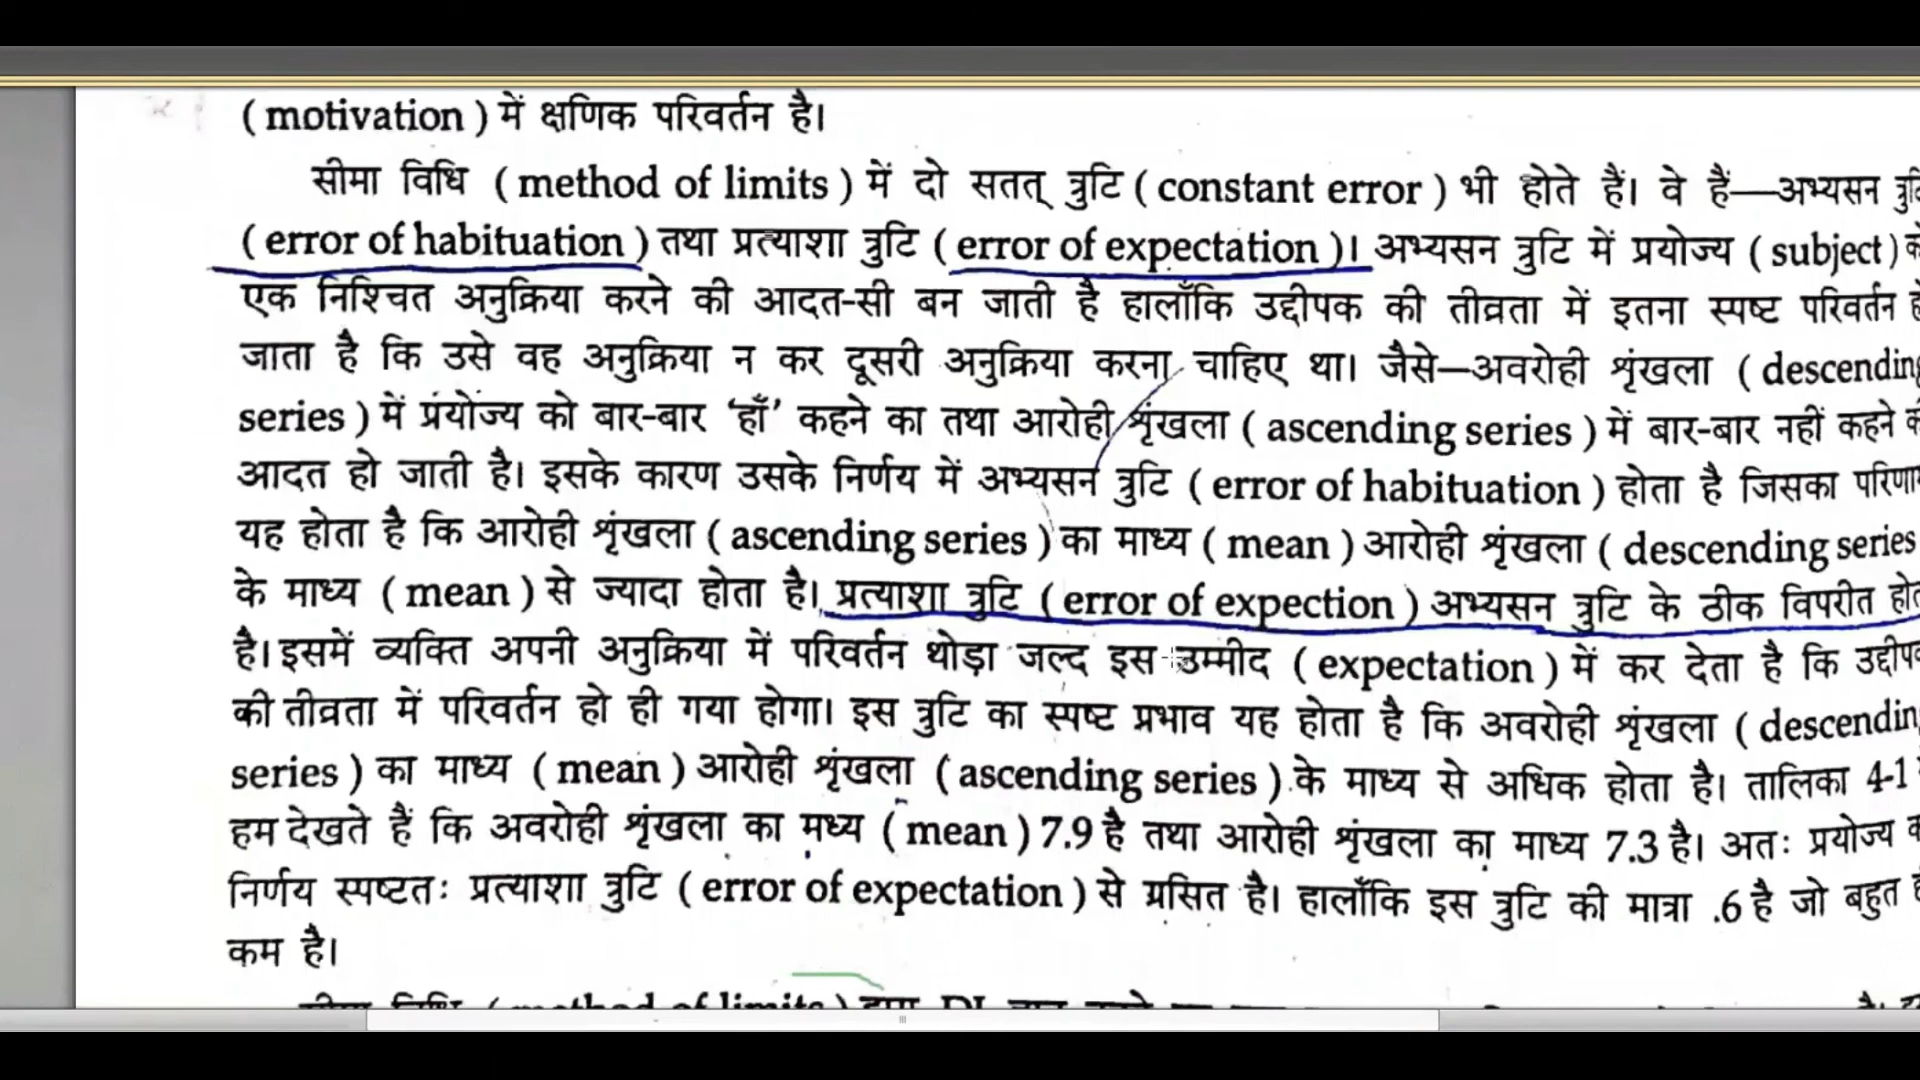 (motivation) में क्षणिक परिवर्तन है।
सीमा विधि (method of limits) में दो सतत् त्रुटि (constant error) भी होते हैं। वे हैं—अभ्यसन
(error of habituation) तथा प्रत्याशा त्रुटि (error of expectation)। अभ्यसन त्रुटि में प्रयोज्य (subject)
एक निश्चित अनुक्रिया करने की आदत-सी बन जाती है हालाँकि उद्दीपक की तीव्रता में इतना स्पष्ट परिवर्तन
जाता है कि उसे वह अनुक्रिया न कर दूसरी अनुक्रिया करना चाहिए था। जैसे—अवरोही शृंखला (descending
series) में प्रयोज्य को बार-बार ‘हाँ’ कहने का तथा आरोही शृंखला (ascending series) में बार-बार नहीं कहने
आदत हो जाती है। इसके कारण उसके निर्णय में अभ्यसन त्रुटि (error of habituation) होता है जिसका
यह होता है कि आरोही शृंखला (ascending series) का माध्य (mean) आरोही शृंखला (descending series
के माध्य (mean) से ज्यादा होता है। प्रत्याशा त्रुटि (error of expection) अभ्यसन त्रुटि के ठीक विपरीत
है। इसमें व्यक्ति अपनी अनुक्रिया में परिवर्तन थोड़ा जल्द इस उम्मीद (expectation) में कर देता है कि
की तीव्रता में परिवर्तन हो ही गया होगा। इस त्रुटि का स्पष्ट प्रभाव यह होता है कि अवरोही शृंखला (descending
series) का माध्य (mean) आरोही शृंखला (ascending series) के माध्य से अधिक होता है। तालिका 4-1
हम देखते हैं कि अवरोही शृंखला का मध्य (mean) 7.9 है तथा आरोही शृंखला का माध्य 7.3 है। अतः प्रयोज्य
निर्णय स्पष्टतः प्रत्याशा त्रुटि (error of expectation) से ग्रसित है। हालाँकि इस त्रुटि की मात्रा .6 है जो बहुत
कम है।
(method of limits) DL